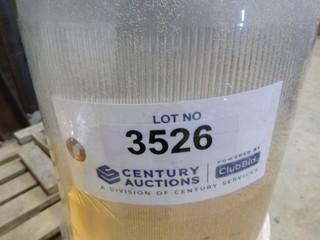 LOT NO
3526
CENTURY AUCTIONS
POWERED BY ClubBid
A DIVISION OF CENTURY SERVICES